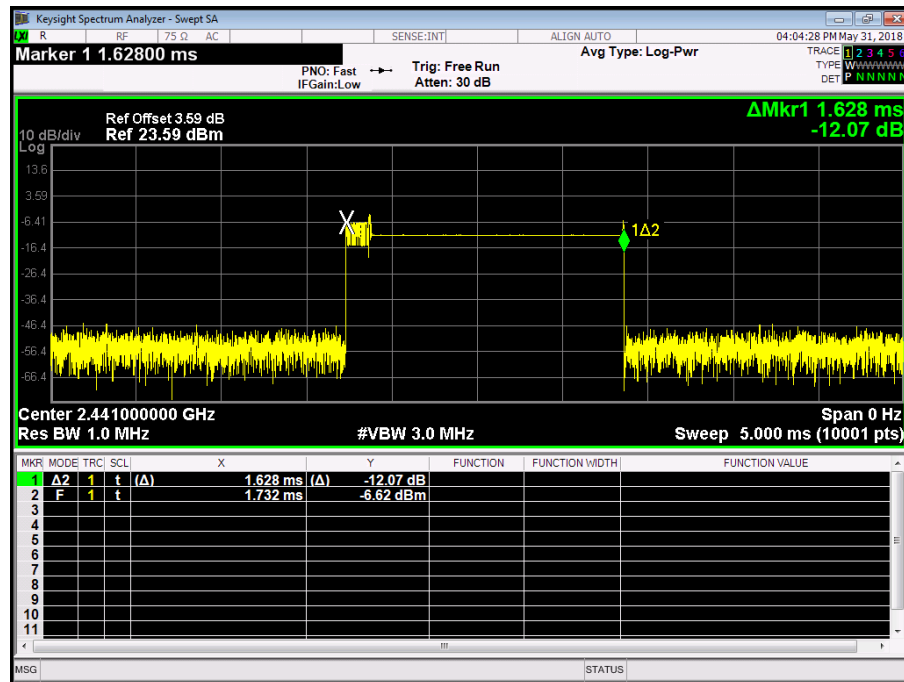 Keysight Spectrum Analyzer - Swept SA
LXI R RF 75 Ω AC SENSE:INT ALIGN AUTO 04:04:28 PM May 31, 2018
Marker 1 1.62800 ms
PNO: Fast
IFGain:Low
Trig: Free Run
Atten: 30 dB
Avg Type: Log-Pwr
TRACE 1 2 3 4 5 6
TYPE WWWWWW
DET P N N N N N
ΔMkr1 1.628 ms
-12.07 dB
Ref Offset 3.59 dB
10 dB/div Ref 23.59 dBm
Log
13.6
3.59
-6.41
-16.4
-26.4
-36.4
-46.4
-56.4
-66.4
X
1Δ2
Center 2.441000000 GHz Span 0 Hz
Res BW 1.0 MHz #VBW 3.0 MHz Sweep 5.000 ms (10001 pts)
MKR MODE TRC SCL X Y FUNCTION FUNCTION WIDTH FUNCTION VALUE
1 Δ2 1 t (Δ) 1.628 ms (Δ) -12.07 dB
2 F 1 t 1.732 ms -6.62 dBm
3
4
5
6
7
8
9
10
11
MSG STATUS